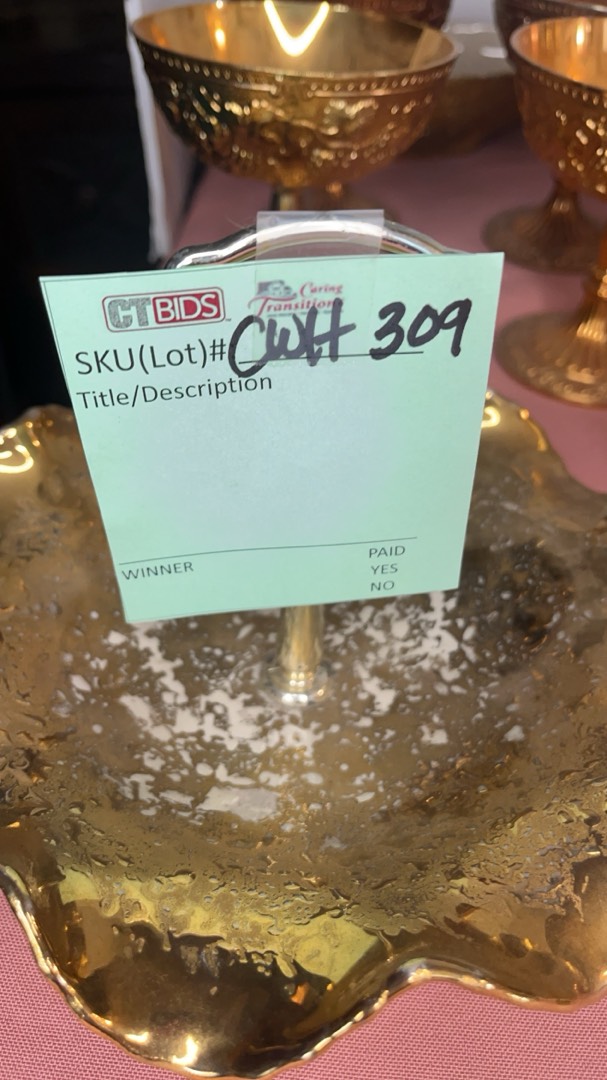 CTBIDS Caring Transitions
SKU(Lot)# CWH 309
Title/Description
WINNER PAID
YES
NO